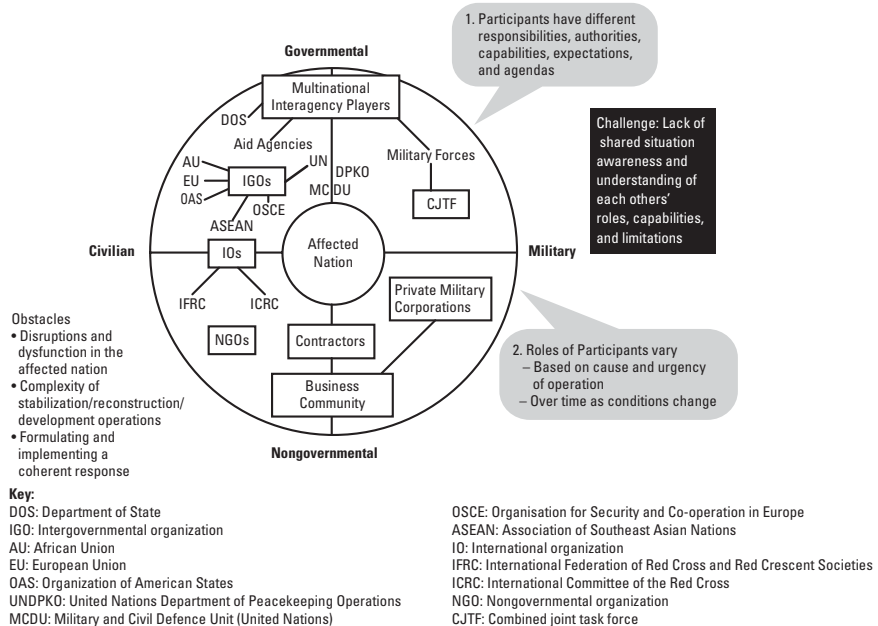 1. Participants have different
responsibilities, authorities,
capabilities, expectations,
and agendas
Governmental
Multinational
Interagency Players
DOS
Aid Agencies
Military Forces
AU
EU
OAS
IGOs
UN
DPKO
MCDU
OSCE
ASEAN
CJTF
Challenge: Lack of
shared situation
awareness and
understanding of
each others'
roles, capabilities,
and limitations
Civilian
IOs
Affected
Nation
Military
IFRC
ICRC
Private Military
Corporations
NGOs
Contractors
Business
Community
Nongovernmental
Obstacles
• Disruptions and
dysfunction in the
affected nation
• Complexity of
stabilization/reconstruction/
development operations
• Formulating and
implementing a
coherent response
2. Roles of Participants vary
– Based on cause and urgency
of operation
– Over time as conditions change
Key:
DOS: Department of State
IGO: Intergovernmental organization
AU: African Union
EU: European Union
OAS: Organization of American States
UNDPKO: United Nations Department of Peacekeeping Operations
MCDU: Military and Civil Defence Unit (United Nations)
OSCE: Organisation for Security and Co-operation in Europe
ASEAN: Association of Southeast Asian Nations
IO: International organization
IFRC: International Federation of Red Cross and Red Crescent Societies
ICRC: International Committee of the Red Cross
NGO: Nongovernmental organization
CJTF: Combined joint task force